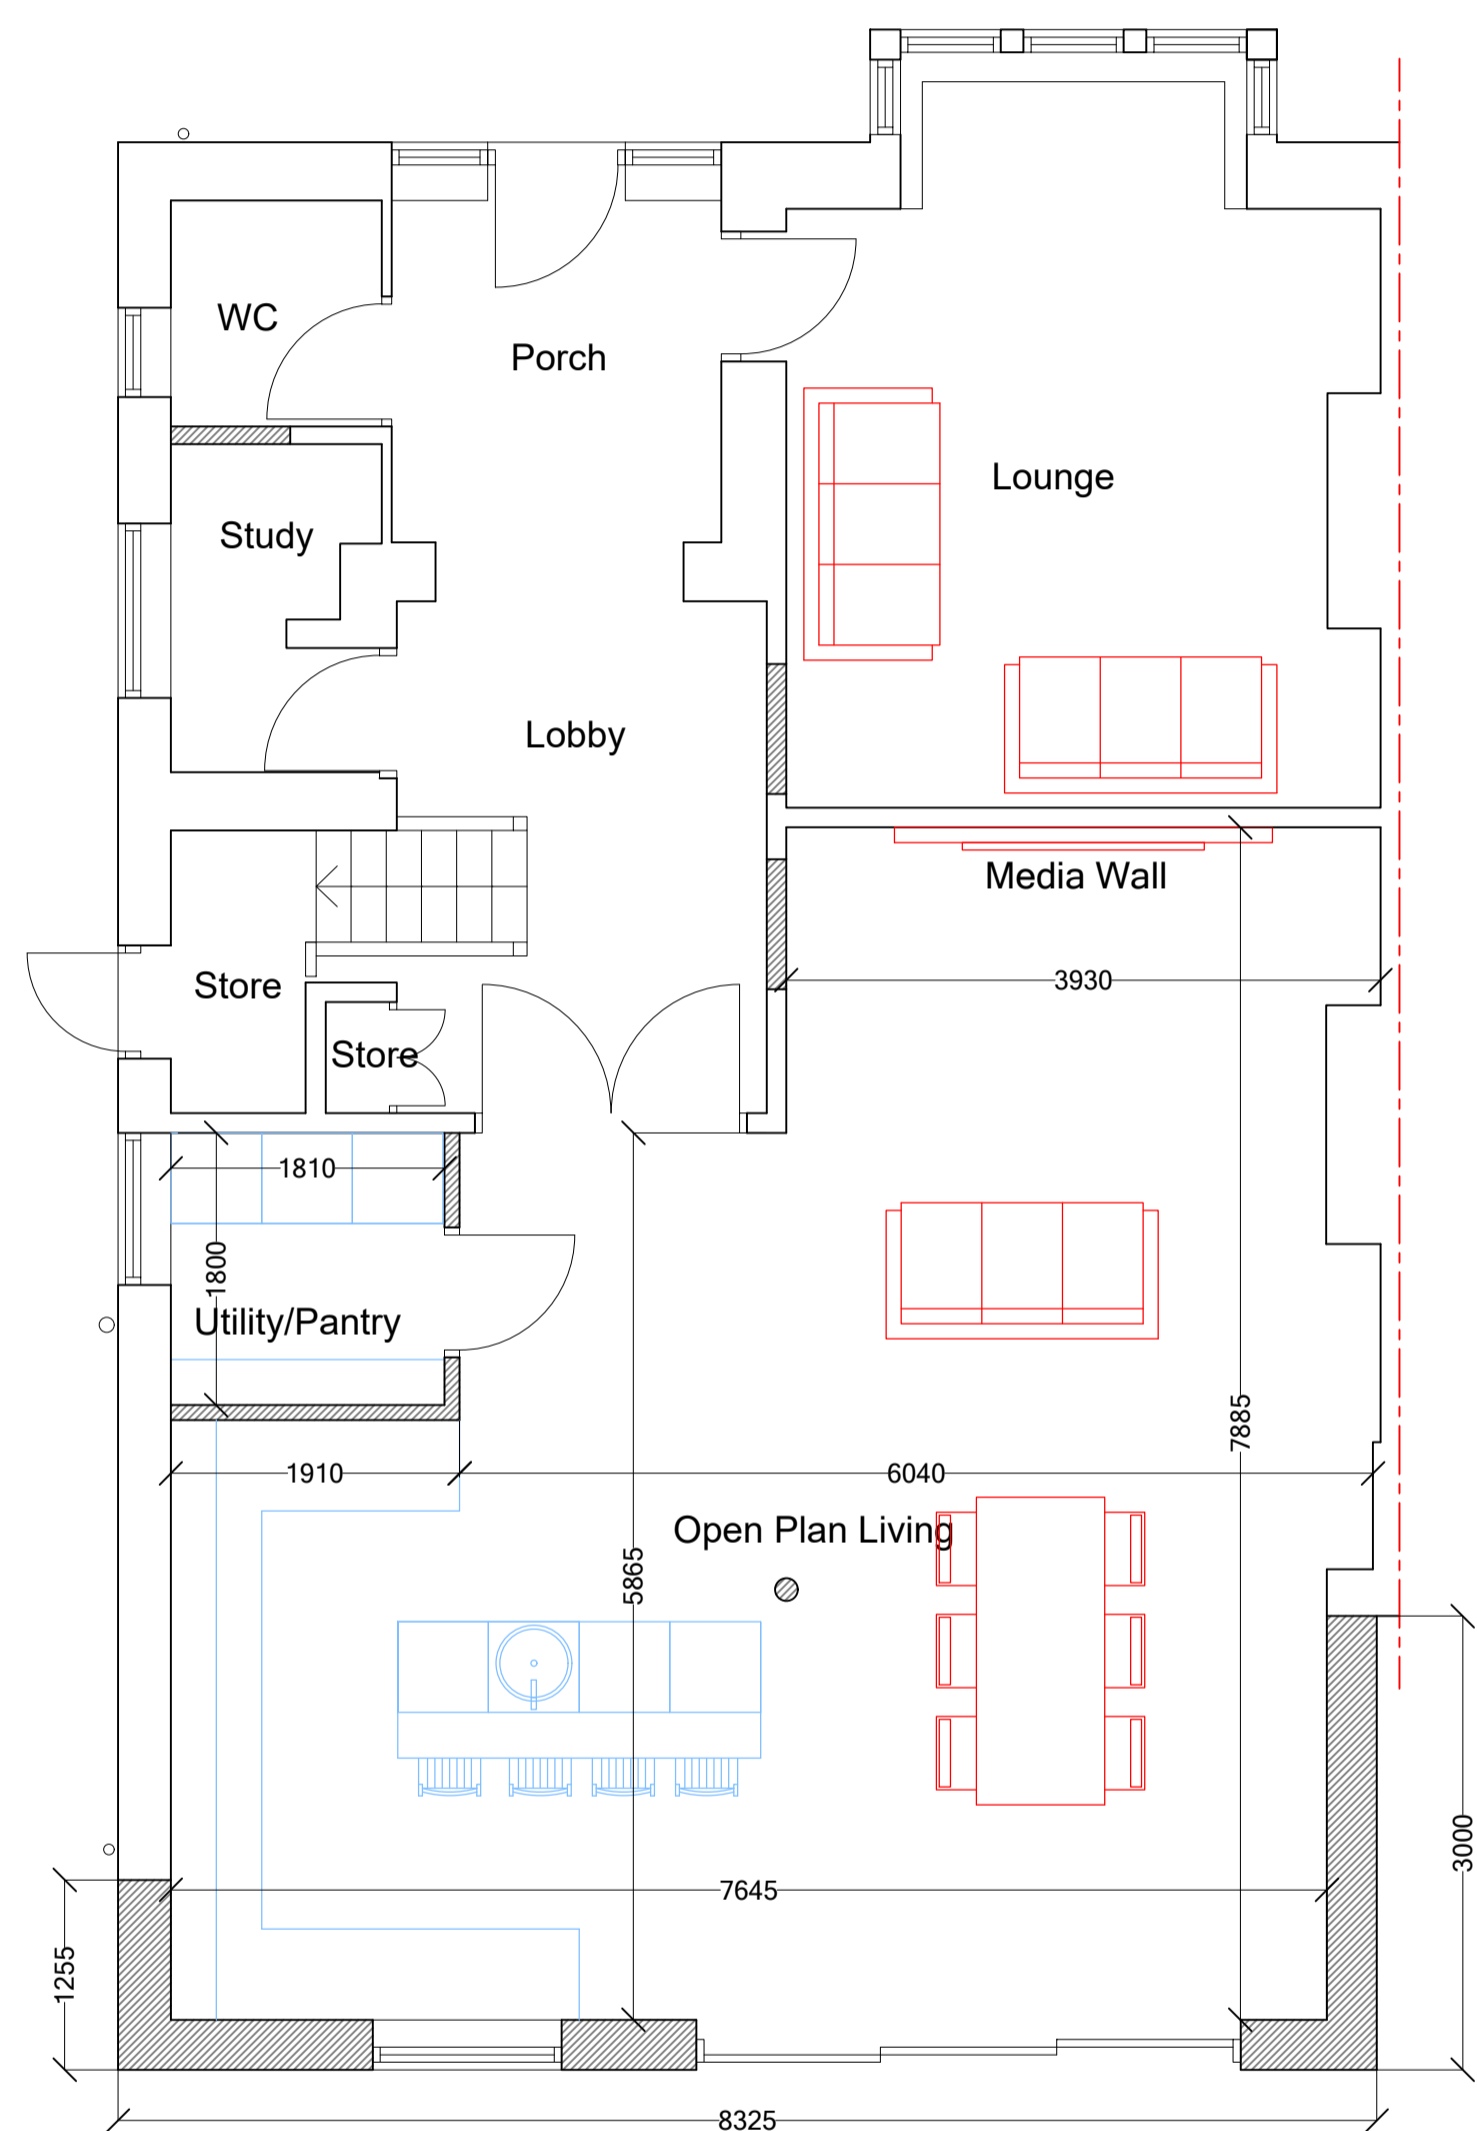 WC
Porch
Lounge
Study
Lobby
Media Wall
3930
Store
Store
1810
1800
Utility/Pantry
7885
1910
6040
Open Plan Living
5865
3000
7645
1255
8325